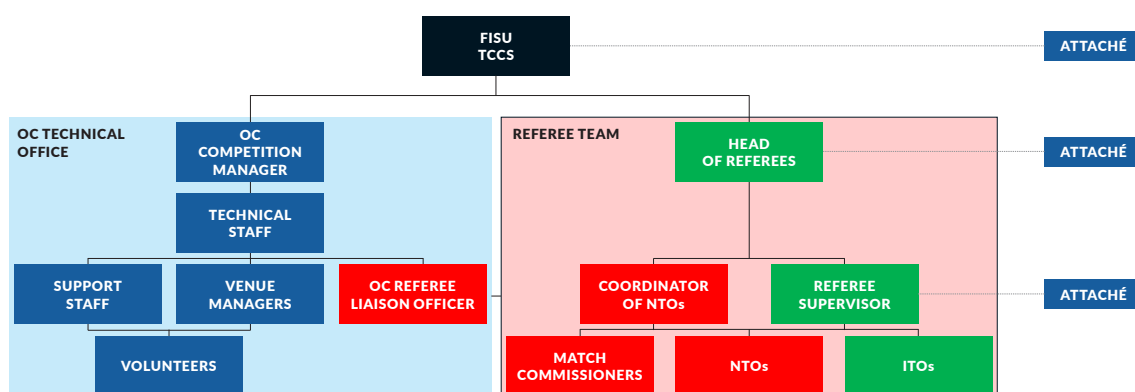 FISU
TCCS
ATTACHÉ
OC TECHNICAL
OFFICE
OC
COMPETITION
MANAGER
REFEREE TEAM
HEAD
OF REFEREES
ATTACHÉ
TECHNICAL
STAFF
SUPPORT
STAFF
VENUE
MANAGERS
OC REFEREE
LIAISON OFFICER
COORDINATOR
OF NTOs
REFEREE
SUPERVISOR
ATTACHÉ
VOLUNTEERS
MATCH
COMMISSIONERS
NTOs
ITOs